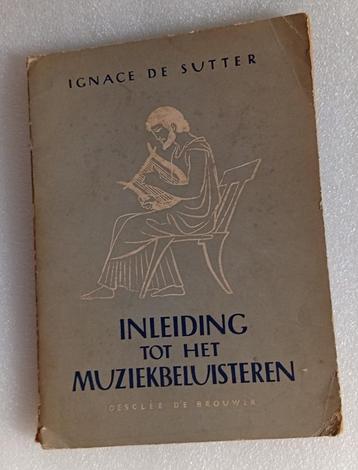 IGNACE DE SUTTER
INLEIDING
TOT HET
MUZIEKBELUISTEREN
DESCLÉE DE BROUWER